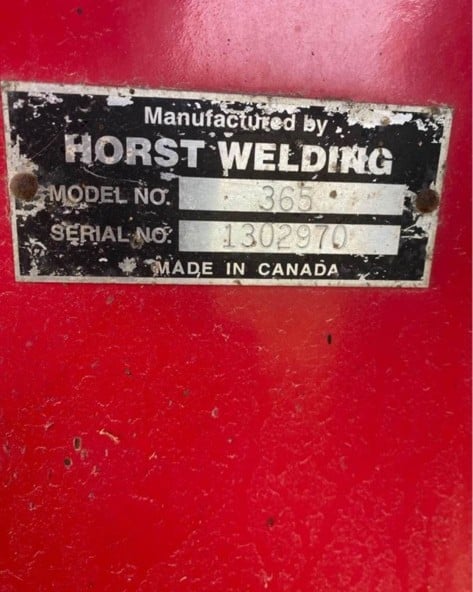 Manufactured by
HORST WELDING
MODEL NO. 365
SERIAL NO. 1302970
MADE IN CANADA